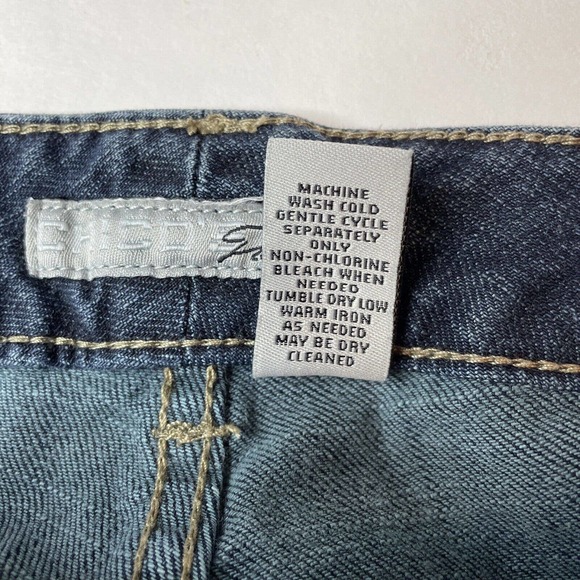 MACHINE
WASH COLD
GENTLE CYCLE
SEPARATELY
ONLY
NON-CHLORINE
BLEACH WHEN
NEEDED
TUMBLE DRY LOW
WARM IRON
AS NEEDED
MAY BE DRY
CLEANED